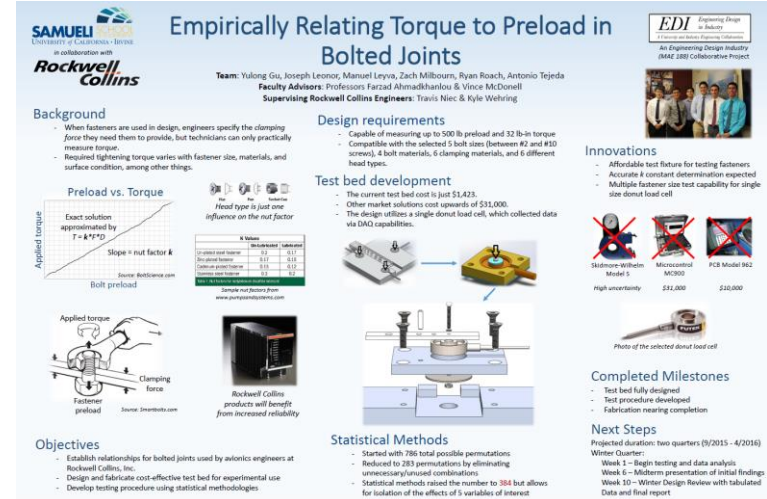 SAMUELI SCHOOL
UNIVERSITY of CALIFORNIA · IRVINE
in collaboration with
Rockwell
Collins
Empirically Relating Torque to Preload in
Bolted Joints
Team: Yulong Gu, Joseph Leonor, Manuel Leyva, Zach Milbourn, Ryan Roach, Antonio Tejeda
Faculty Advisors: Professors Farzad Ahmadkhanlou & Vince McDonell
Supervising Rockwell Collins Engineers: Travis Niec & Kyle Wehring
EDI
Engineering Design
in Industry
A University and Industry Engineering Collaboration
An Engineering Design Industry
(MAE 188) Collaborative Project
Background
- When fasteners are used in design, engineers specify the clamping
force they need them to provide, but technicians can only practically
measure torque.
- Required tightening torque varies with fastener size, materials, and
surface condition, among other things.
Preload vs. Torque
Applied torque
Exact solution
approximated by
T = k*F*D
Slope = nut factor k
Source: BoltScience.com
Bolt preload
Head type is just one
influence on the nut factor
K Values
Un-Lubricated Lubricated
Sample nut factors from
www.pumpsandsystems.com
Applied torque
Clamping
force
Fastener
preload
Source: Smartbolts.com
Rockwell Collins
products will benefit
from increased reliability
Objectives
- Establish relationships for bolted joints used by avionics engineers at
Rockwell Collins, Inc.
- Design and fabricate cost-effective test bed for experimental use
- Develop testing procedure using statistical methodologies
Design requirements
- Capable of measuring up to 500 lb preload and 32 lb-in torque
- Compatible with the selected 5 bolt sizes (between #2 and #10
screws), 4 bolt materials, 6 clamping materials, and 6 different
head types.
Test bed development
- The current test bed cost is just $1,423.
- Other market solutions cost upwards of $31,000.
- The design utilizes a single donut load cell, which collected data
via DAQ capabilities.
Statistical Methods
- Started with 786 total possible permutations
- Reduced to 283 permutations by eliminating
unnecessary/unused combinations
- Statistical methods raised the number to 384 but allows
for isolation of the effects of 5 variables of interest
Innovations
- Affordable test fixture for testing fasteners
- Accurate k constant determination expected
- Multiple fastener size test capability for single
size donut load cell
Skidmore-Wilhelm
Model S
Microcontrol
MC900
PCB Model 962
High uncertainty
$31,000
$10,000
FUTEK
Photo of the selected donut load cell
Completed Milestones
- Test bed fully designed
- Test procedure developed
- Fabrication nearing completion
Next Steps
Projected duration: two quarters (9/2015 - 4/2016)
Winter Quarter:
Week 1 – Begin testing and data analysis
Week 6 – Midterm presentation of initial findings
Week 10 – Winter Design Review with tabulated
Data and final report